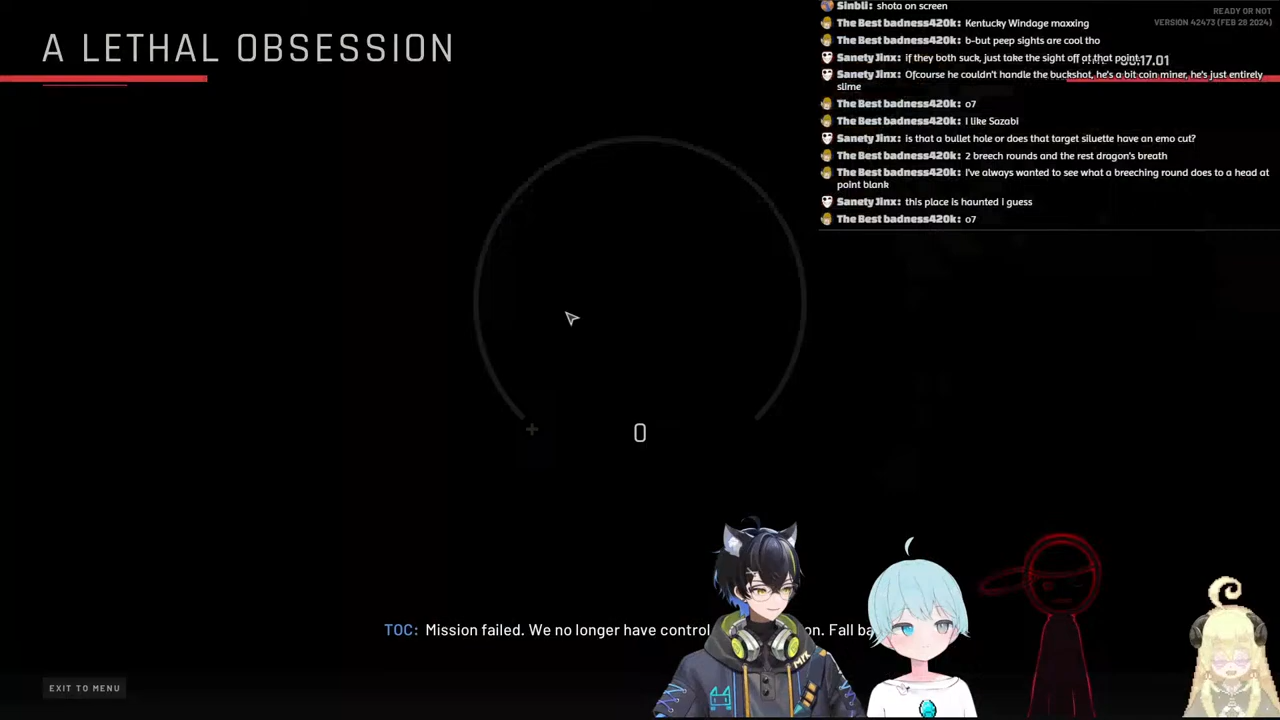 A LETHAL OBSESSION
Sinbli: shota on screen
READY OR NOT
The Best badness420k: Kentucky Windage maxxing
VERSION 42473 (FEB 28 2024)
The Best badness420k: b-but peep sights are cool tho
Sanety Jinx: if they both suck, just take the sight off at that point
:17.01
Sanety Jinx: Ofcourse he couldn't handle the buckshot, he's a bit coin miner, he's just entirely
slime
The Best badness420k: o7
The Best badness420k: I like Sazabi
Sanety Jinx: is that a bullet hole or does that target siluette have an emo cut?
The Best badness420k: 2 breech rounds and the rest dragon's breath
The Best badness420k: I've always wanted to see what a breeching round does to a head at
point blank
Sanety Jinx: this place is haunted i guess
The Best badness420k: o7
0
TOC: Mission failed. We no longer have control on. Fall ba
EXIT TO MENU